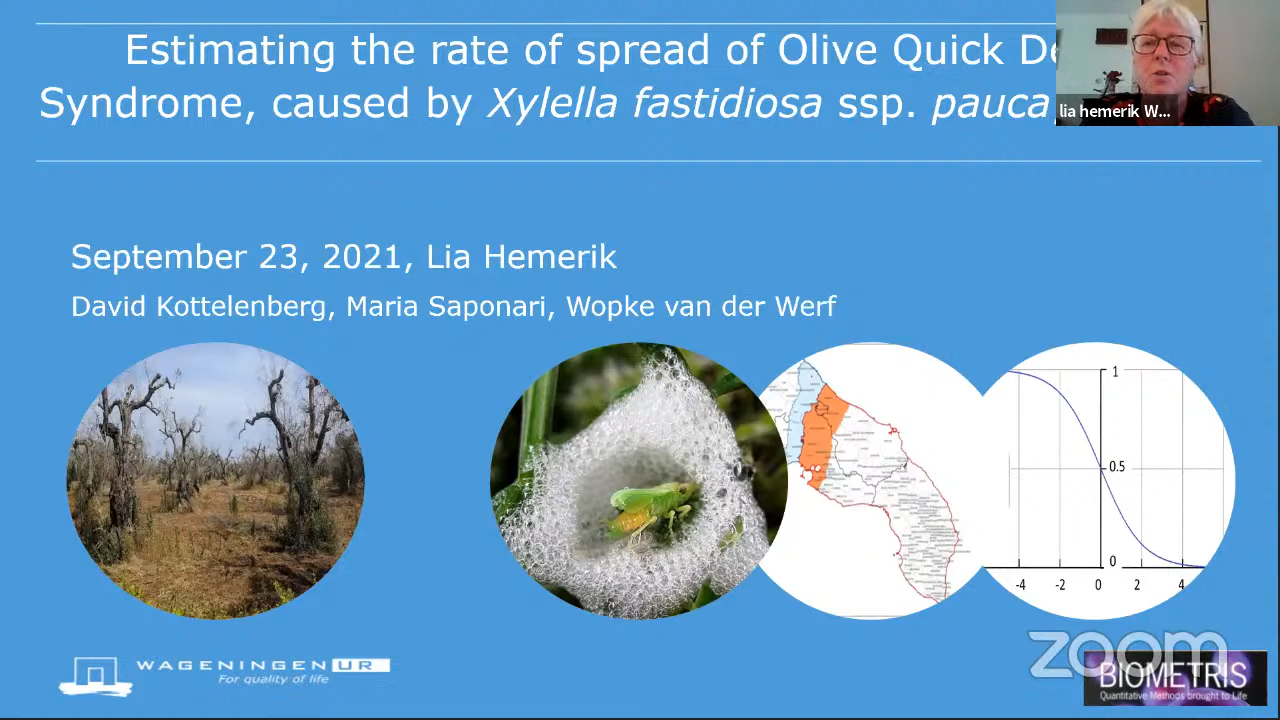 Estimating the rate of spread of Olive Quick De
Syndrome, caused by Xylella fastidiosa ssp. pauca,
lia hemerik W...
September 23, 2021, Lia Hemerik
David Kottelenberg, Maria Saponari, Wopke van der Werf
1
0.5
0
-4 -2 0 2 4
WAGENINGEN UR
For quality of life
zoom
BIOMETRIS
Quantitative Methods brought to Life